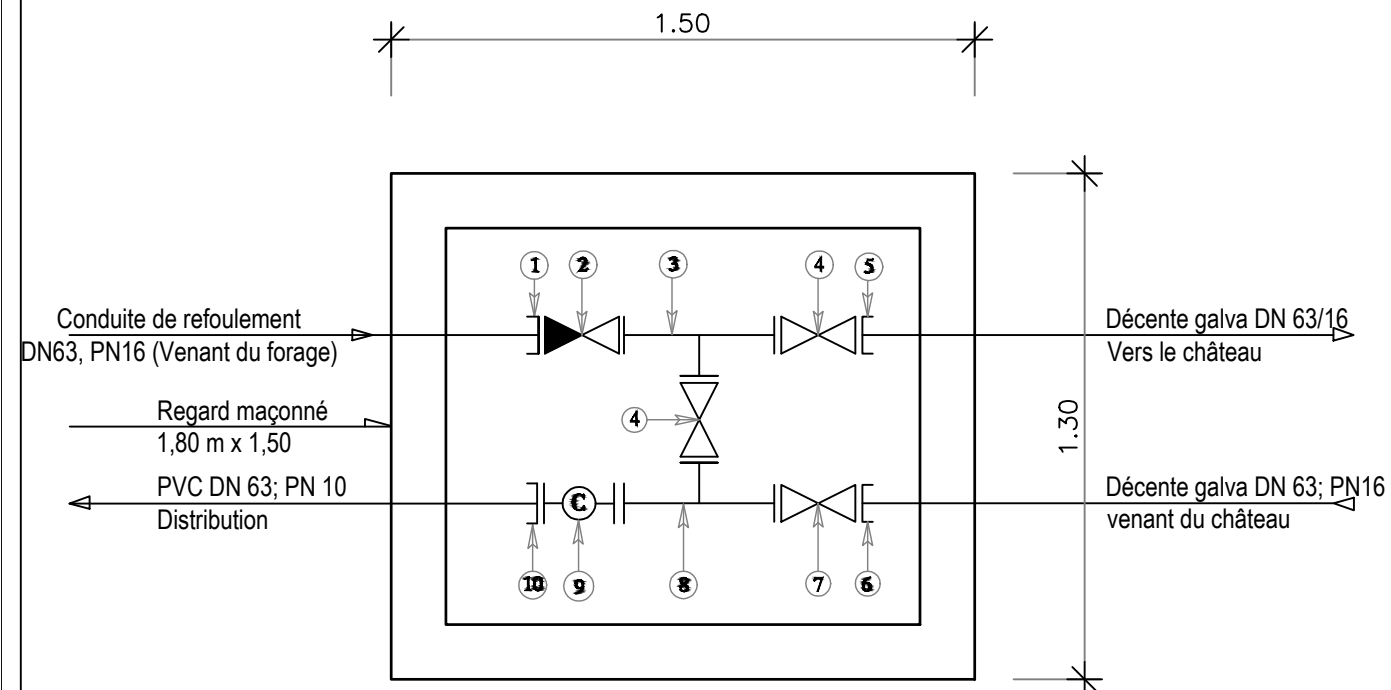 1.50
1
2
3
4
5
Conduite de refoulement
DN63, PN16 (Venant du forage)
Décente galva DN 63/16
Vers le château
Regard maçonné
1,80 m x 1,50
4
1.30
PVC DN 63; PN 10
Distribution
C
Décente galva DN 63; PN16
venant du château
10
9
8
7
6